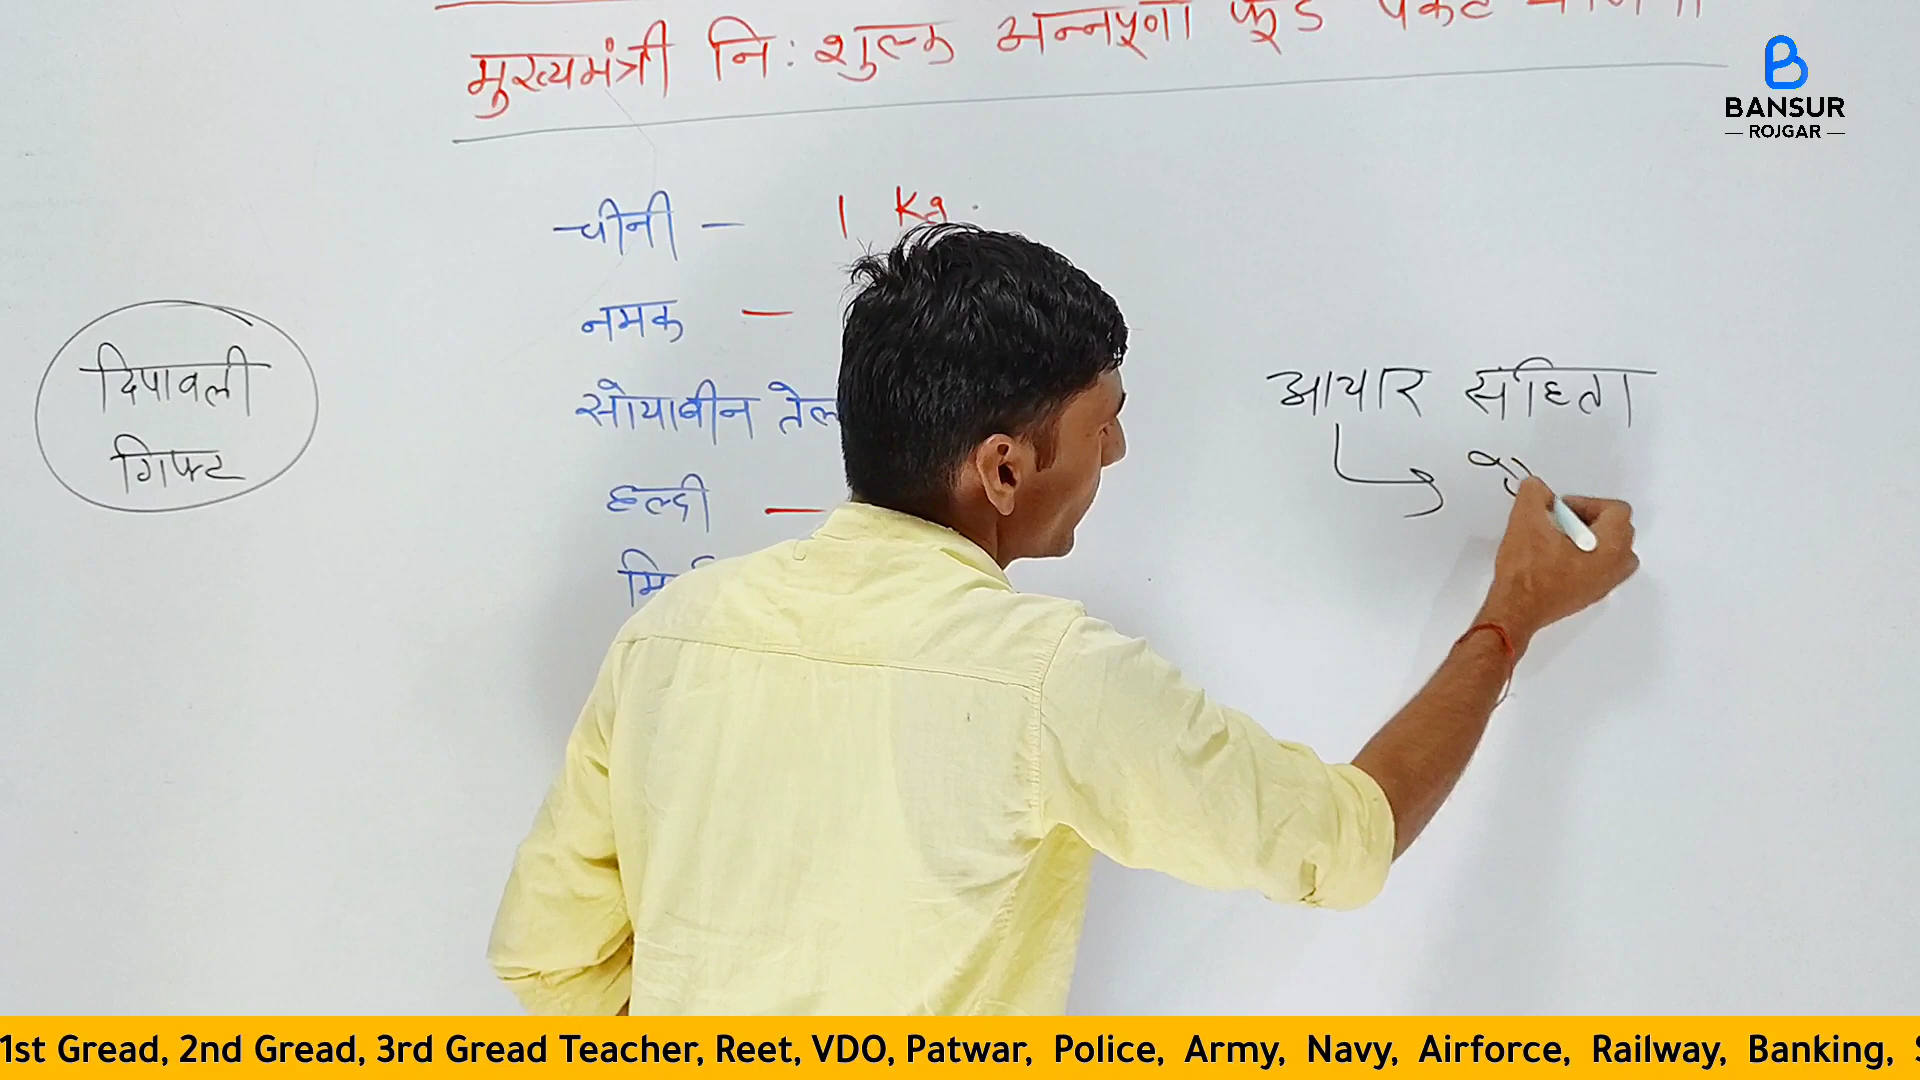 मुख्यमंत्री नि:शुल्क अन्नपूर्णा फूड पैकेट योजना
BANSUR
ROJGAR
चीनी - 1 Kg.
नमक -
सोयाबीन तेल
हल्दी -
दिपावली
गिफ्ट
आचार संहिता
1st Gread, 2nd Gread, 3rd Gread Teacher, Reet, VDO, Patwar, Police, Army, Navy, Airforce, Railway, Banking,